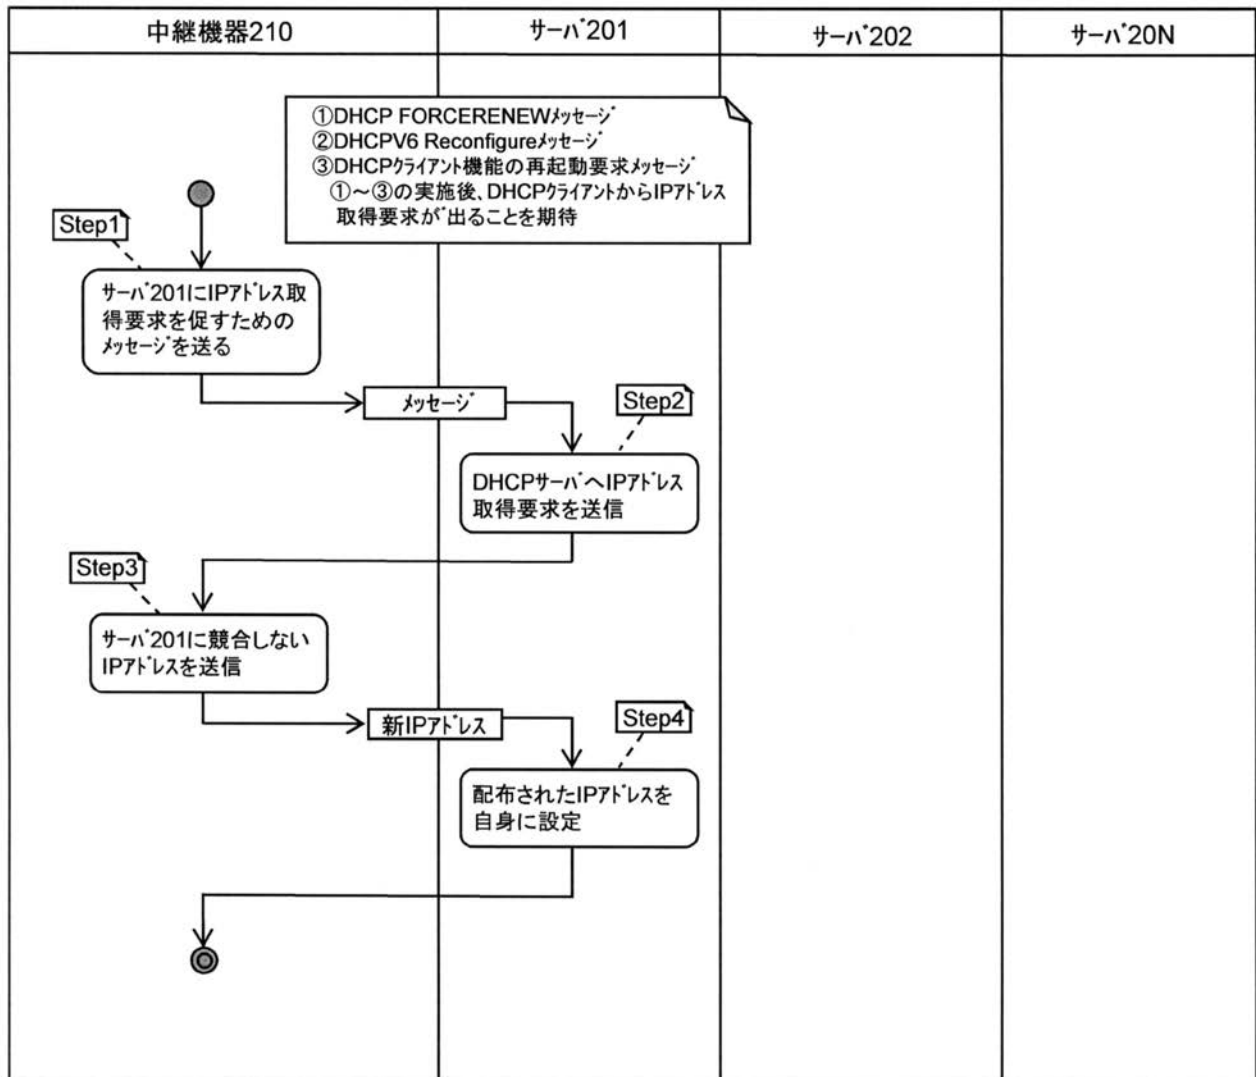 中継機器210
サーバ201
サーバ202
サーバ20N
①DHCP FORCERENEWメッセージ
②DHCPV6 Reconfigureメッセージ
③DHCPクライアント機能の再起動要求メッセージ
①～③の実施後、DHCPクライアントからIPアドレス
取得要求が出ることを期待
Step1
サーバ201にIPアドレス取
得要求を促すための
メッセージを送る
メッセージ
Step2
DHCPサーバへIPアドレス
取得要求を送信
Step3
サーバ201に競合しない
IPアドレスを送信
新IPアドレス
Step4
配布されたIPアドレスを
自身に設定